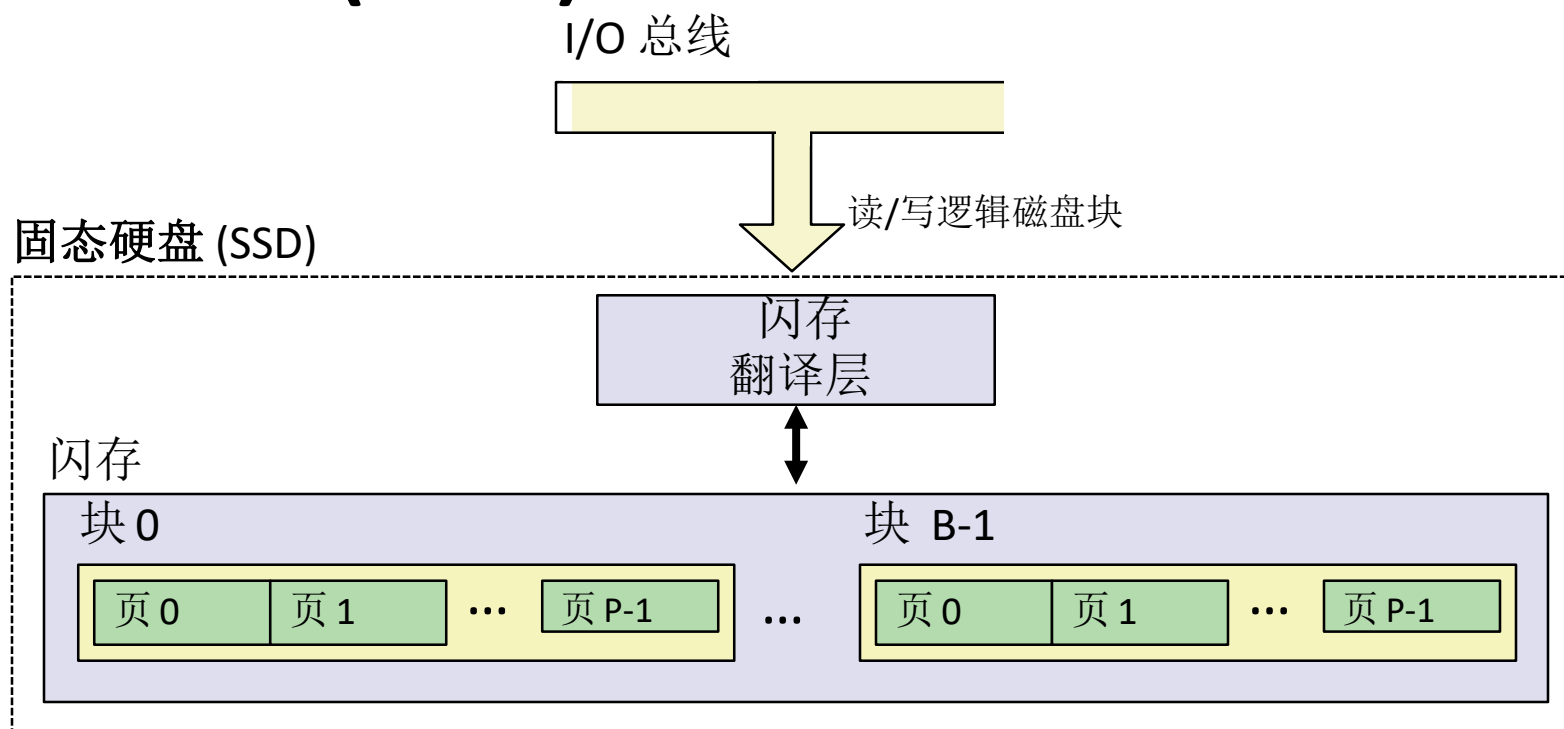 I/O 总线
读/写逻辑磁盘块
固态硬盘 (SSD)
闪存
翻译层
闪存
块 0
块 B-1
页 0
页 1
…
页 P-1
…
页 0
页 1
…
页 P-1